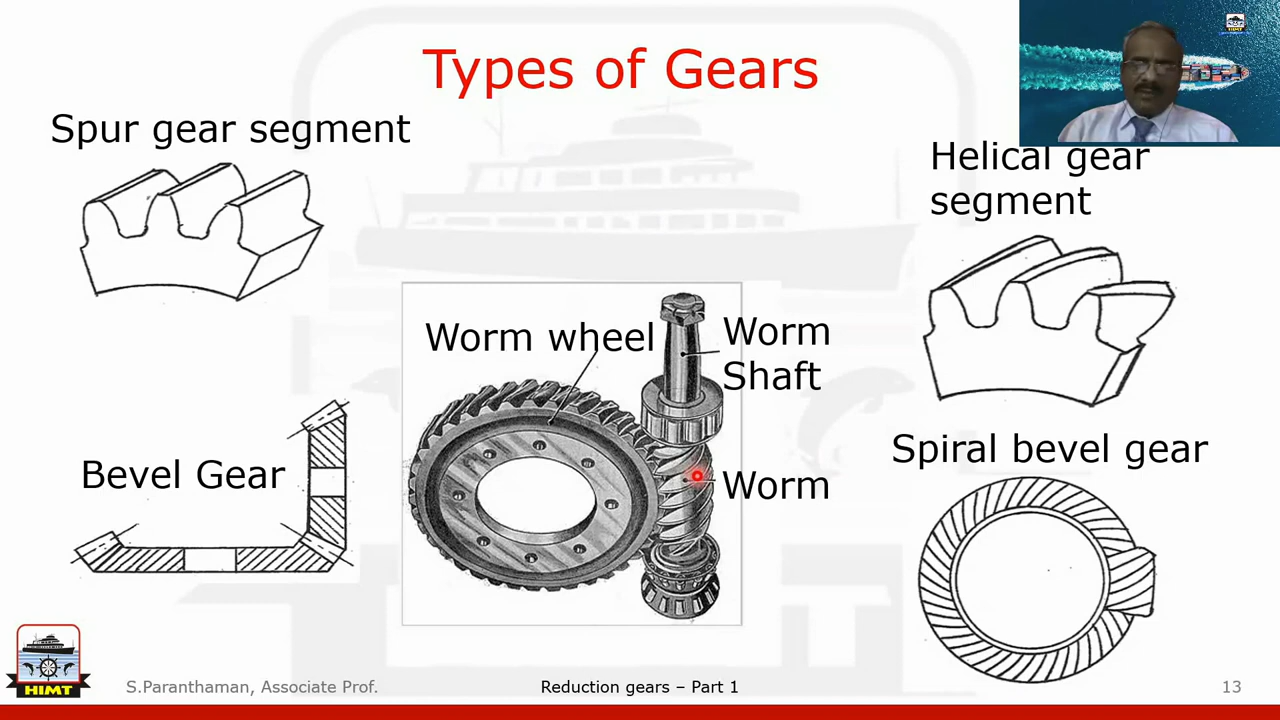 Types of Gears
Spur gear segment
Helical gear
segment
Worm wheel
Worm
Shaft
Bevel Gear
Worm
Spiral bevel gear
HIMT
S.Paranthaman, Associate Prof.
Reduction gears – Part 1
13